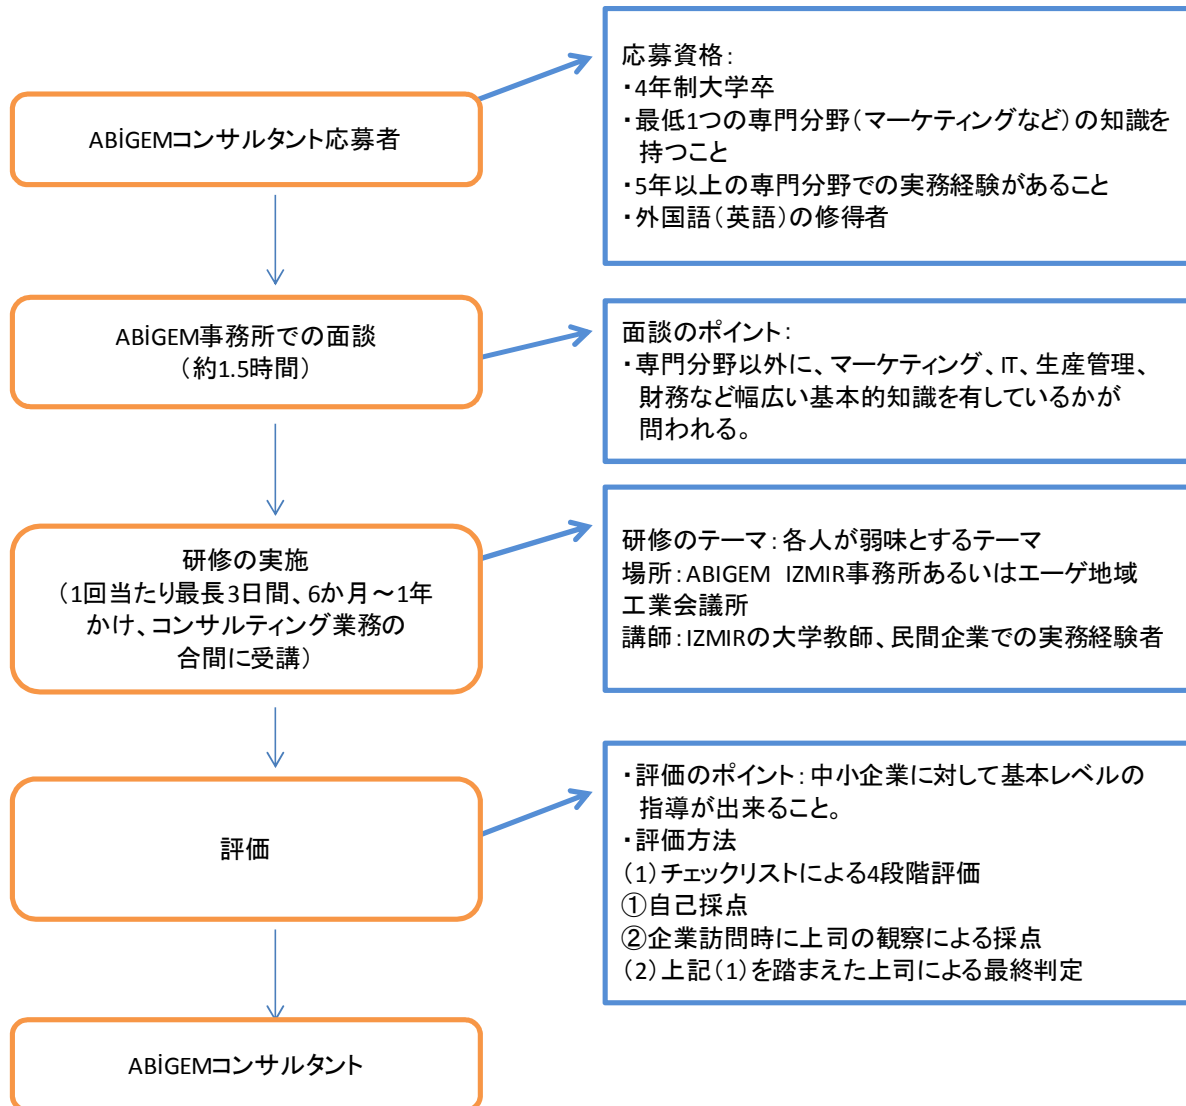 ABİGEMコンサルタント応募者
応募資格：
・4年制大学卒
・最低1つの専門分野（マーケティングなど）の知識を
持つこと
・5年以上の専門分野での実務経験があること
・外国語（英語）の修得者
ABİGEM事務所での面談
（約1.5時間）
面談のポイント：
・専門分野以外に、マーケティング、IT、生産管理、
財務など幅広い基本的知識を有しているかが
問われる。
研修の実施
（1回当たり最長3日間、6か月～1年
かけ、コンサルティング業務の
合間に受講）
研修のテーマ：各人が弱味とするテーマ
場所：ABIGEM　IZMIR事務所あるいはエーゲ地域
工業会議所
講師：IZMIRの大学教師、民間企業での実務経験者
評価
・評価のポイント：中小企業に対して基本レベルの
指導が出来ること。
・評価方法
（1）チェックリストによる4段階評価
①自己採点
②企業訪問時に上司の観察による採点
（2）上記（1）を踏まえた上司による最終判定
ABİGEMコンサルタント